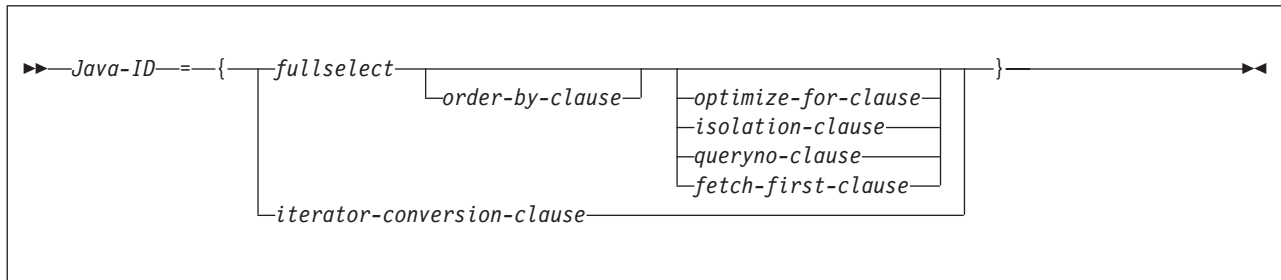 Java-ID = { fullselect }
order-by-clause optimize-for-clause
isolation-clause
queryno-clause
fetch-first-clause
iterator-conversion-clause